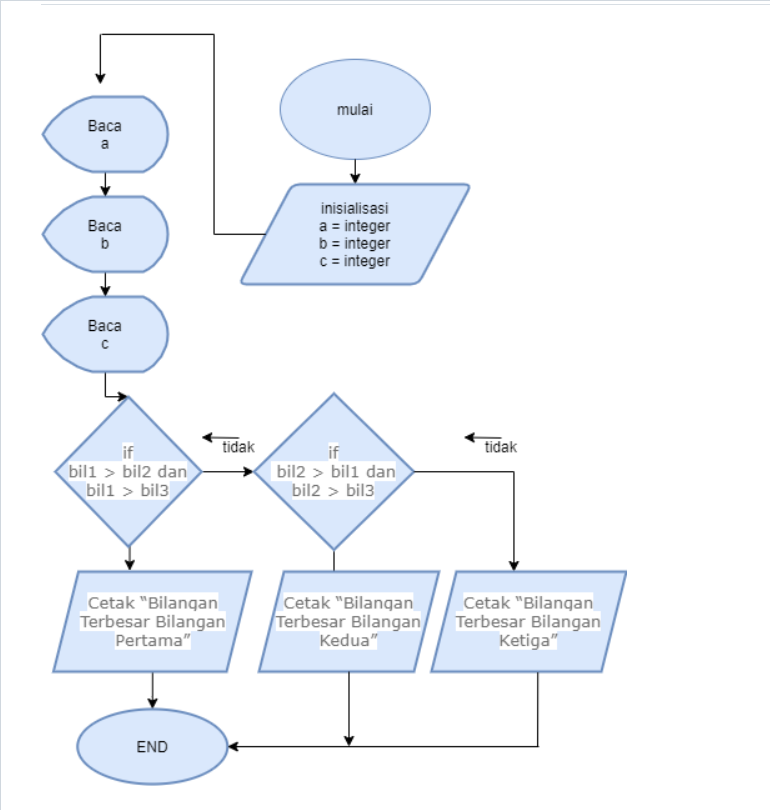 mulai
inisialisasi
a = integer
b = integer
c = integer
Baca
a
Baca
b
Baca
c
if
bil1 > bil2 dan
bil1 > bil3
tidak
if
bil2 > bil1 dan
bil2 > bil3
tidak
Cetak “Bilangan
Terbesar Bilangan
Pertama”
Cetak “Bilangan
Terbesar Bilangan
Kedua”
Cetak “Bilangan
Terbesar Bilangan
Ketiga”
END